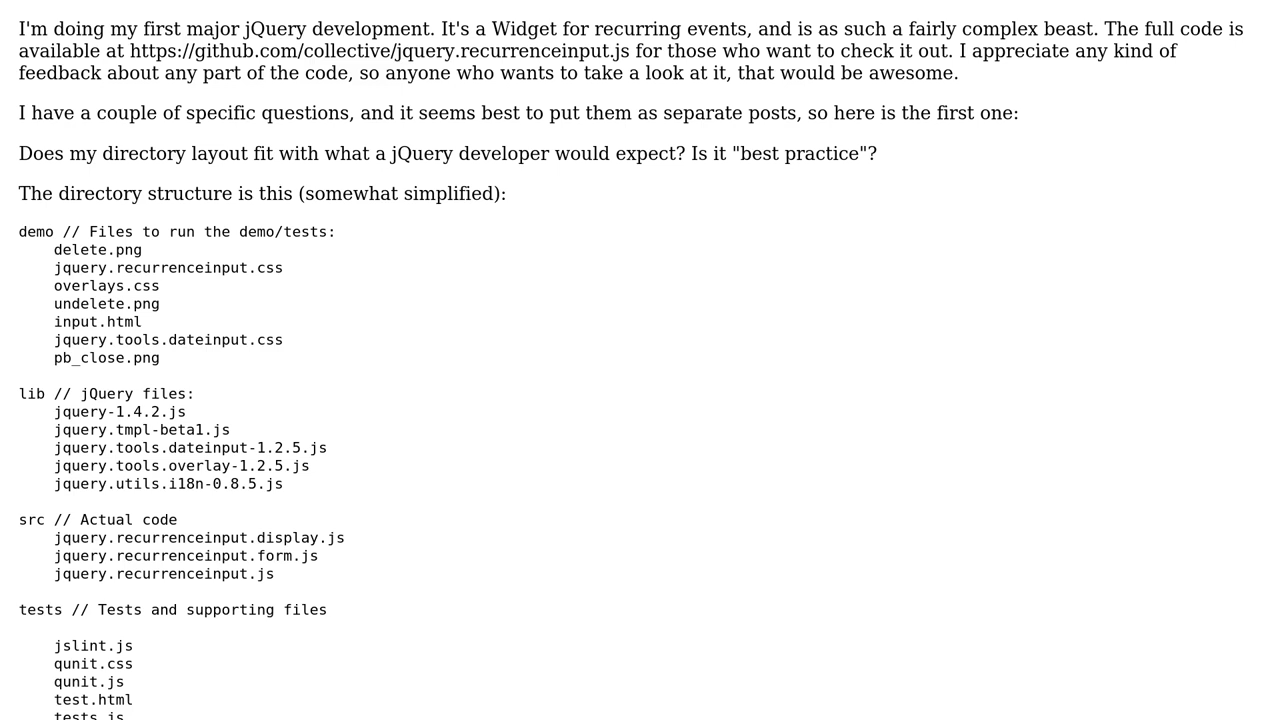 I'm doing my first major jQuery development. It's a Widget for recurring events, and is as such a fairly complex beast. The full code is
available at https://github.com/collective/jquery.recurrenceinput.js for those who want to check it out. I appreciate any kind of
feedback about any part of the code, so anyone who wants to take a look at it, that would be awesome.
I have a couple of specific questions, and it seems best to put them as separate posts, so here is the first one:
Does my directory layout fit with what a jQuery developer would expect? Is it "best practice"?
The directory structure is this (somewhat simplified):
demo // Files to run the demo/tests:
    delete.png
    jquery.recurrenceinput.css
    overlays.css
    undelete.png
    input.html
    jquery.tools.dateinput.css
    pb_close.png
lib // jQuery files:
    jquery-1.4.2.js
    jquery.tmpl-beta1.js
    jquery.tools.dateinput-1.2.5.js
    jquery.tools.overlay-1.2.5.js
    jquery.utils.i18n-0.8.5.js
src // Actual code
    jquery.recurrenceinput.display.js
    jquery.recurrenceinput.form.js
    jquery.recurrenceinput.js
tests // Tests and supporting files
    jslint.js
    qunit.css
    qunit.js
    test.html
    tests.js